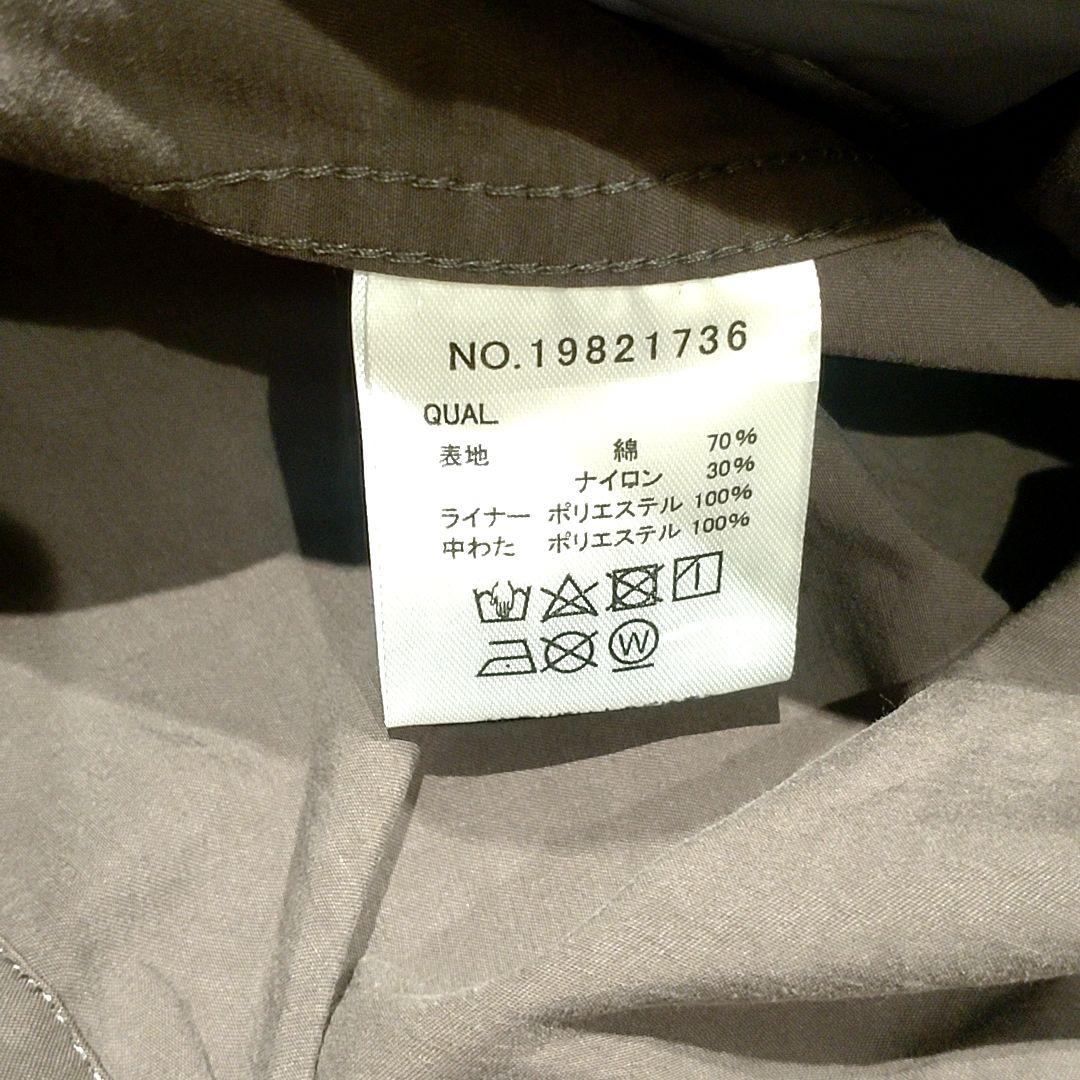 NO.19821736
QUAL.
表地 綿 70%
ナイロン 30%
ライナー ポリエステル 100%
中わた ポリエステル 100%
W